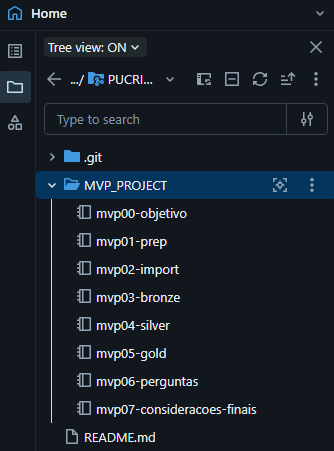 Home
Tree view: ON
.../ PUCRI...
Type to search
.git
MVP_PROJECT
mvp00-objetivo
mvp01-prep
mvp02-import
mvp03-bronze
mvp04-silver
mvp05-gold
mvp06-perguntas
mvp07-consideracoes-finais
README.md